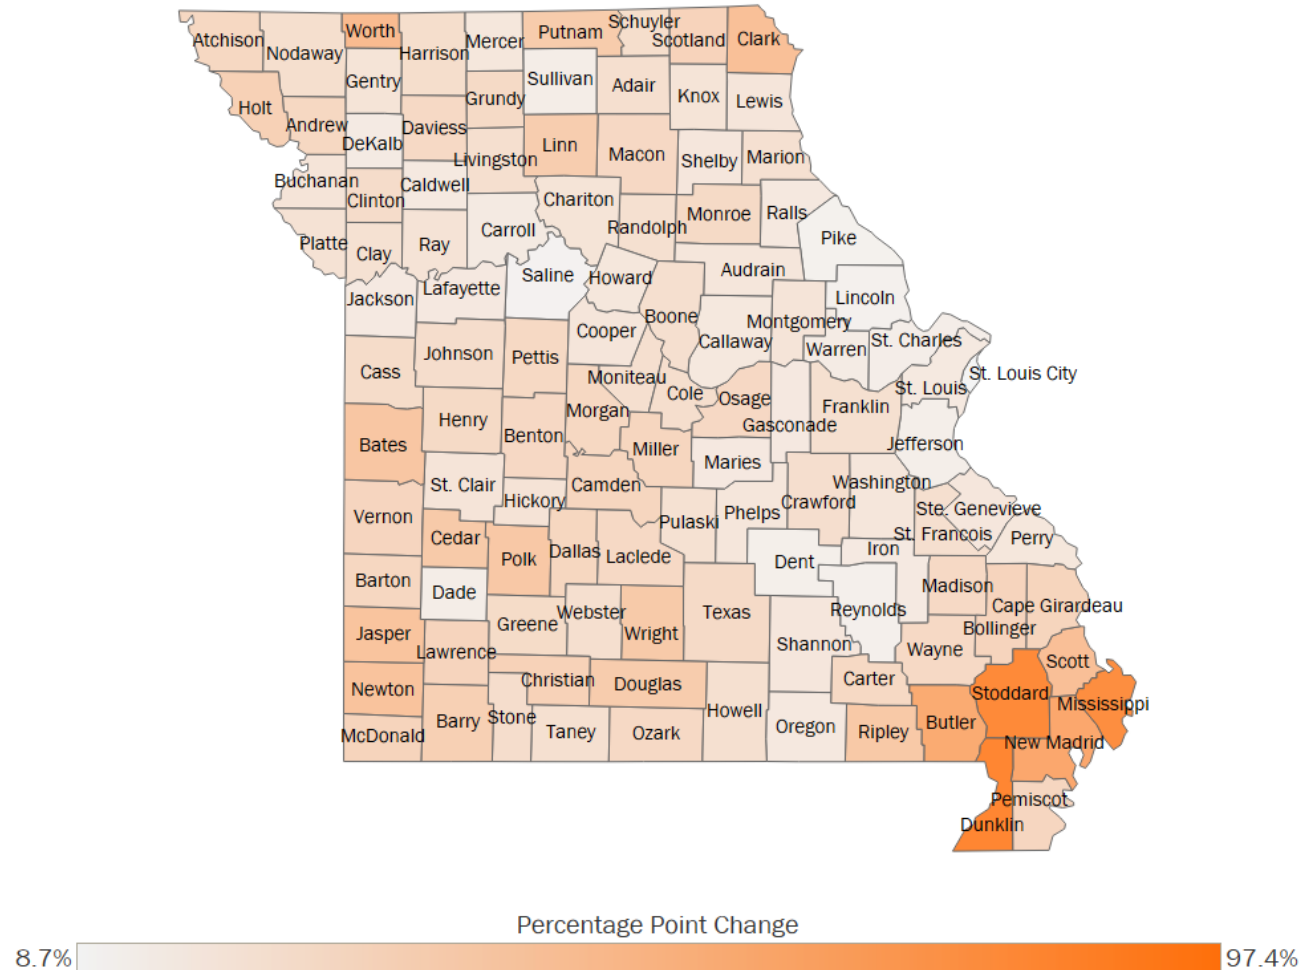 Schuyler
Atchison
Nodaway
Worth
Harrison
Mercer
Putnam
Scotland
Clark
Gentry
Sullivan
Adair
Knox
Lewis
Holt
Grundy
Andrew
DeKalb
Daviess
Livingston
Linn
Macon
Shelby
Marion
Buchanan
Clinton
Caldwell
Chariton
Randolph
Monroe
Ralls
Platte
Clay
Ray
Carroll
Pike
Saline
Howard
Audrain
Jackson
Lafayette
Lincoln
Boone
Montgomery
Cooper
Callaway
Warren
St. Charles
Johnson
Pettis
Cass
Moniteau
St. Louis City
St. Louis
Cole
Osage
Morgan
Franklin
Henry
Gasconade
Bates
Benton
Miller
Jefferson
Maries
St. Clair
Camden
Washington
Hickory
Crawford
Vernon
Pulaski
Phelps
Ste. Genevieve
Cedar
St. Francois
Perry
Polk
Dallas
Laclede
Iron
Dent
Barton
Dade
Madison
Cape Girardeau
Webster
Texas
Reynolds
Jasper
Greene
Wright
Bollinger
Lawrence
Shannon
Wayne
Scott
Newton
Christian
Douglas
Carter
Stoddard
Mississippi
McDonald
Barry
Stone
Taney
Ozark
Howell
Oregon
Ripley
Butler
New Madrid
Pemiscot
Dunklin
Percentage Point Change
8.7% 97.4%